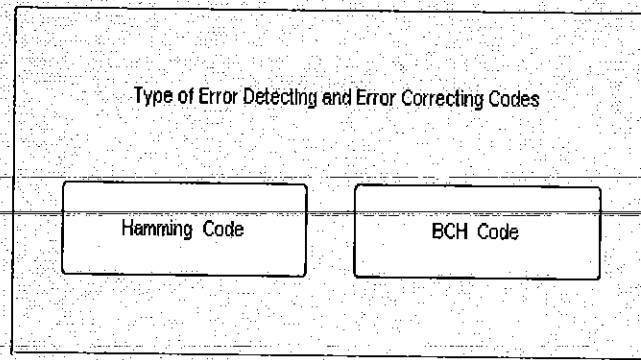 Type of Error Detecting and Error Correcting Codes
Hamming Code
BCH Code